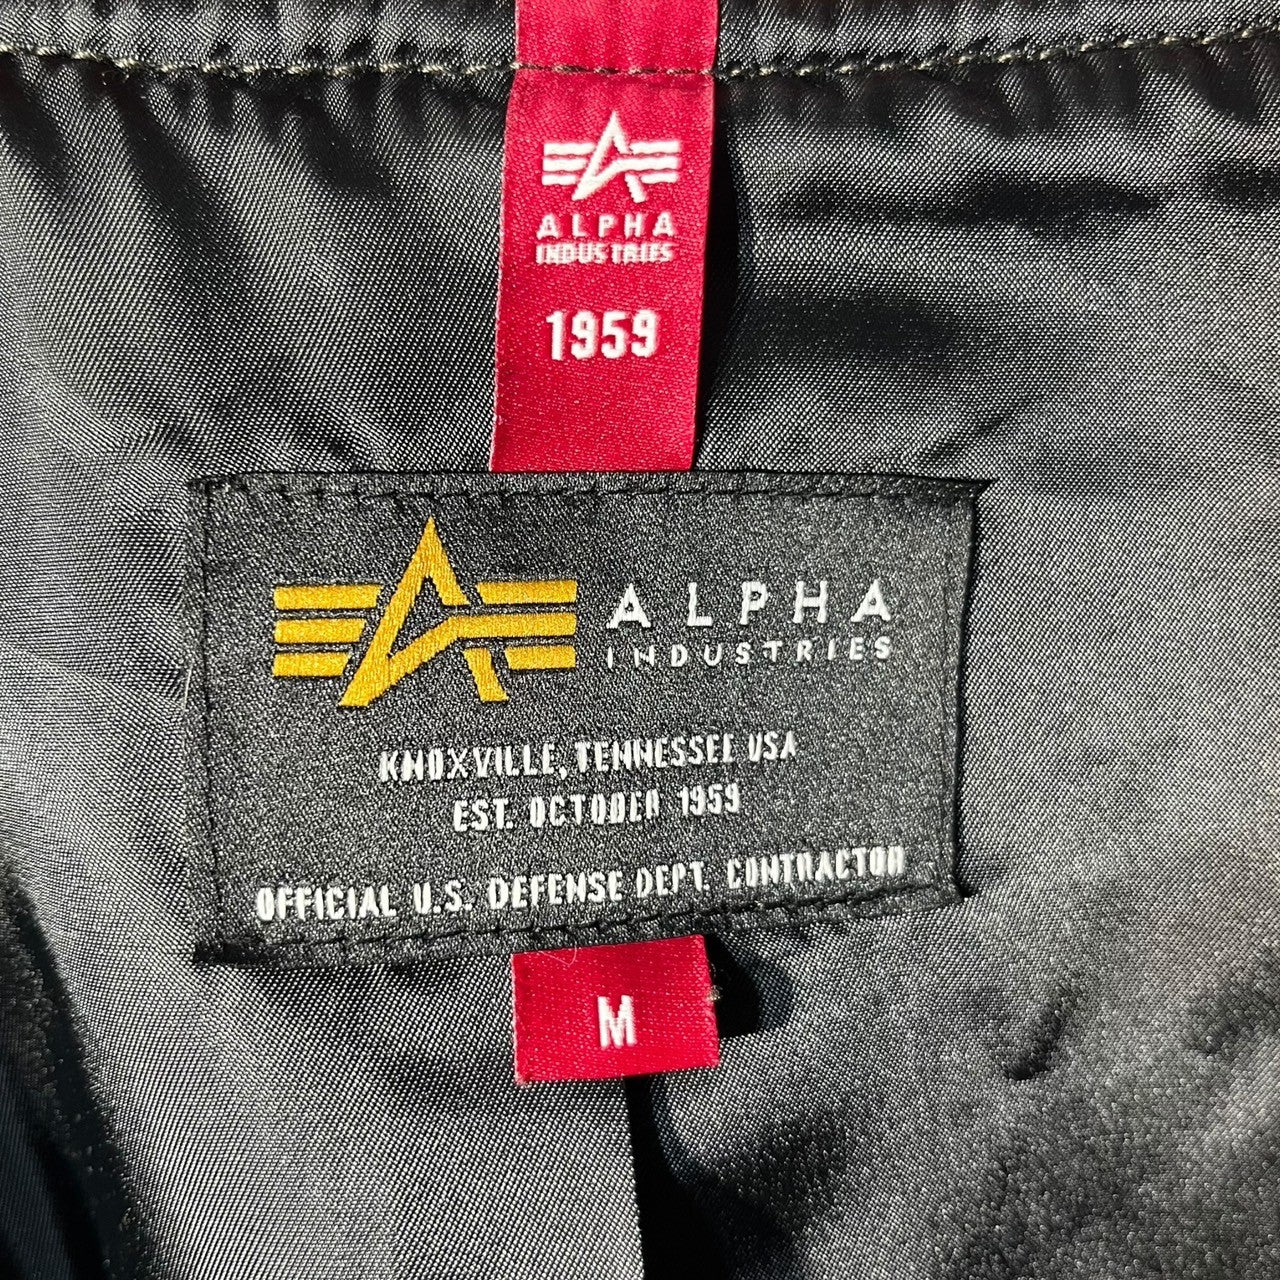 ALPHA
INDUSTRIES
1959
ALPHA
INDUSTRIES
KNOXVILLE, TENNESSEE USA
EST. OCTOBER 1959
OFFICIAL U.S. DEFENSE DEPT. CONTRACTOR
M